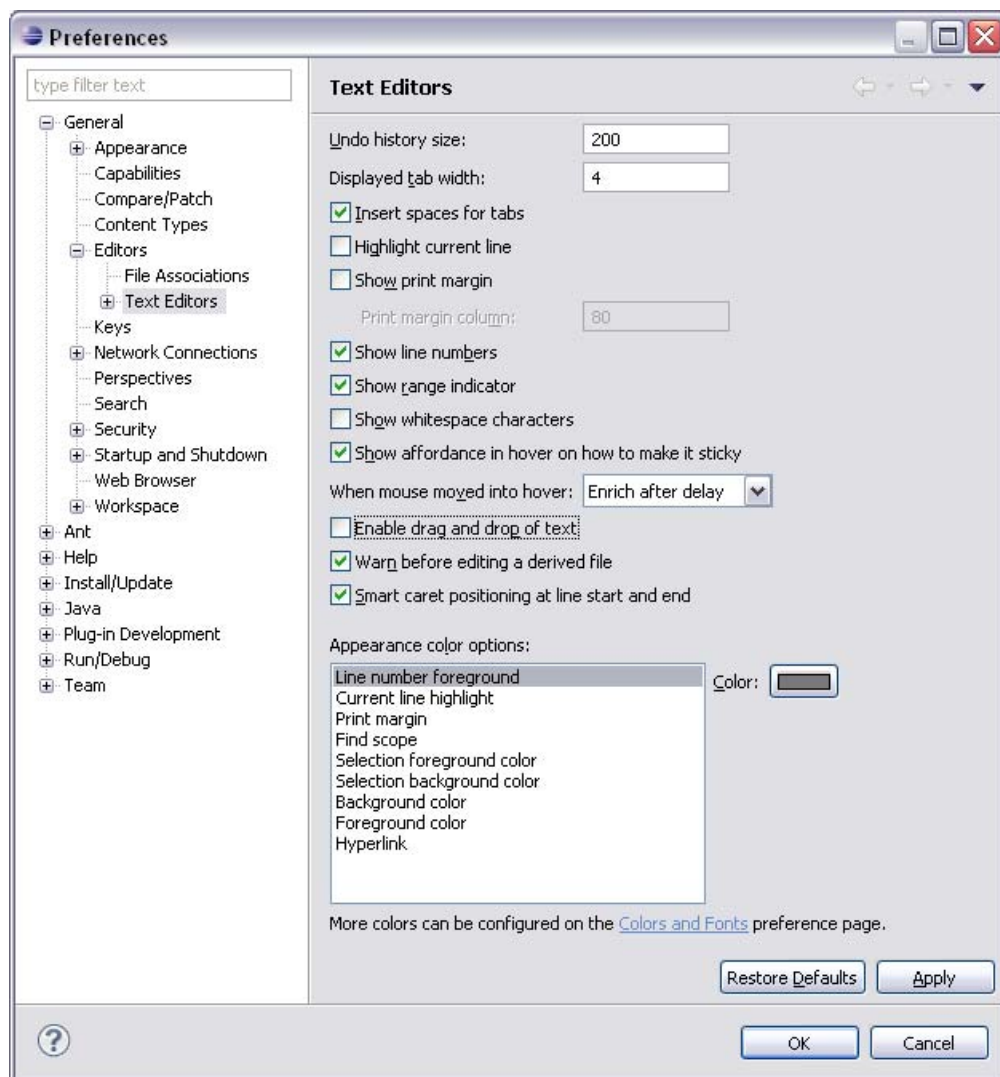 Preferences
type filter text
General
Appearance
Capabilities
Compare/Patch
Content Types
Editors
File Associations
Text Editors
Keys
Network Connections
Perspectives
Search
Security
Startup and Shutdown
Web Browser
Workspace
Ant
Help
Install/Update
Java
Plug-in Development
Run/Debug
Team
Text Editors
Undo history size: 200
Displayed tab width: 4
Insert spaces for tabs
Highlight current line
Show print margin
Print margin column: 80
Show line numbers
Show range indicator
Show whitespace characters
Show affordance in hover on how to make it sticky
When mouse moved into hover: Enrich after delay
Enable drag and drop of text
Warn before editing a derived file
Smart caret positioning at line start and end
Appearance color options:
Line number foreground
Current line highlight
Print margin
Find scope
Selection foreground color
Selection background color
Background color
Foreground color
Hyperlink
Color:
More colors can be configured on the Colors and Fonts preference page.
Restore Defaults Apply
? OK Cancel